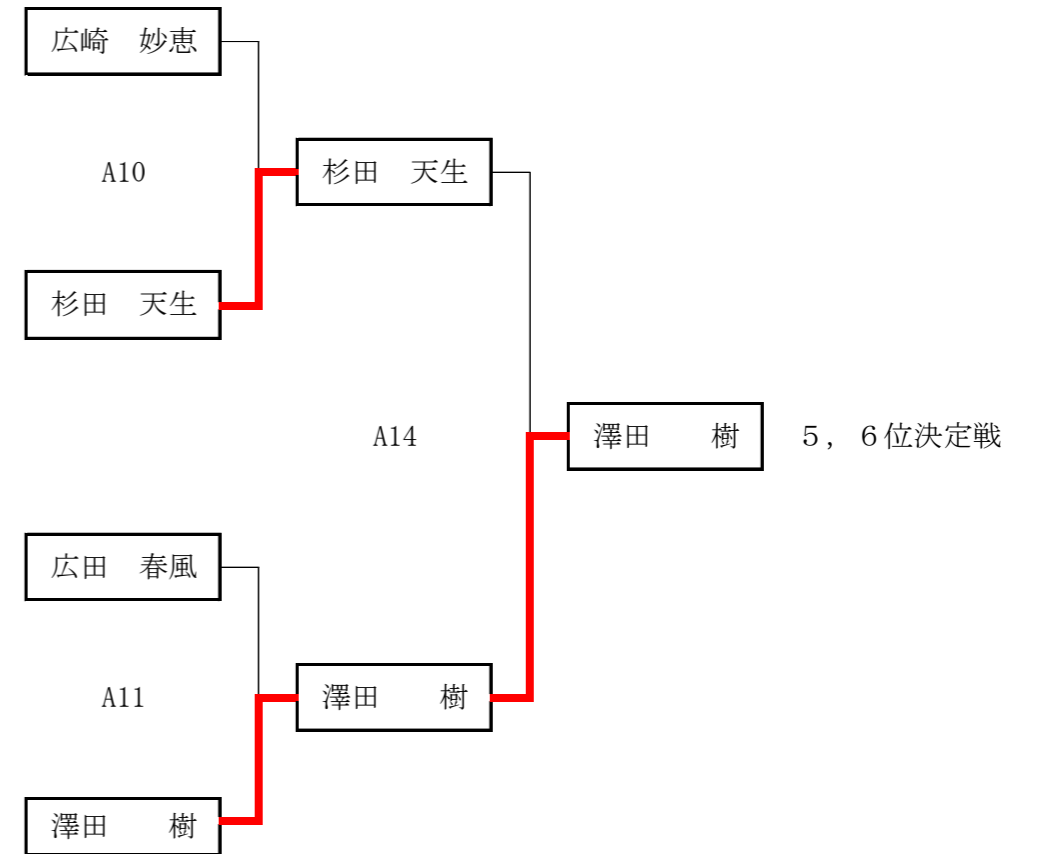 広崎　妙恵
A10
杉田　天生
杉田　天生
A14
澤田　　樹
５，６位決定戦
広田　春風
A11
澤田　　樹
澤田　　樹